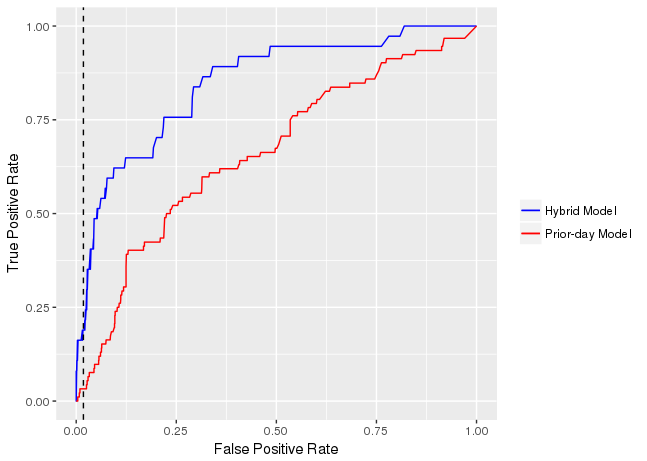 1.00
0.75
0.50
0.25
0.00
True Positive Rate
0.00 0.25 0.50 0.75 1.00
False Positive Rate
Hybrid Model
Prior-day Model